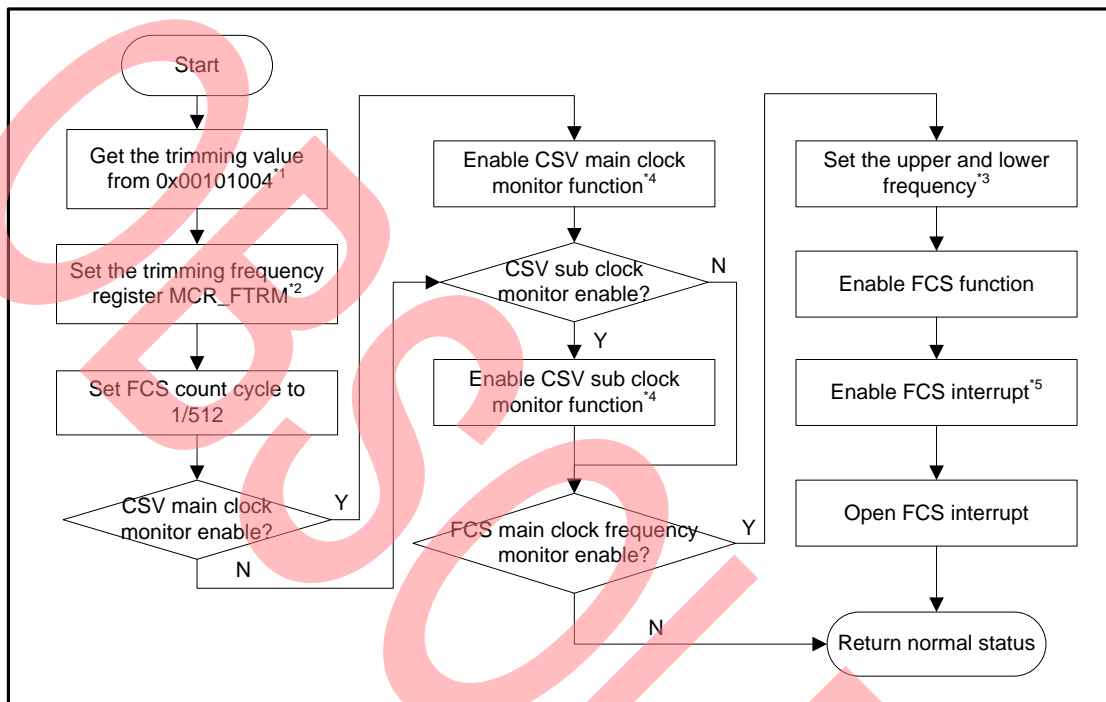 Start
Get the trimming value
from 0x00101004*1
Set the trimming frequency
register MCR_FTRM*2
Set FCS count cycle to
1/512
CSV main clock
monitor enable?
Y
N
Enable CSV main clock
monitor function*4
CSV sub clock
monitor enable?
N
Y
Enable CSV sub clock
monitor function*4
FCS main clock frequency
monitor enable?
Y
N
Set the upper and lower
frequency*3
Enable FCS function
Enable FCS interrupt*5
Open FCS interrupt
Return normal status
OBSOL